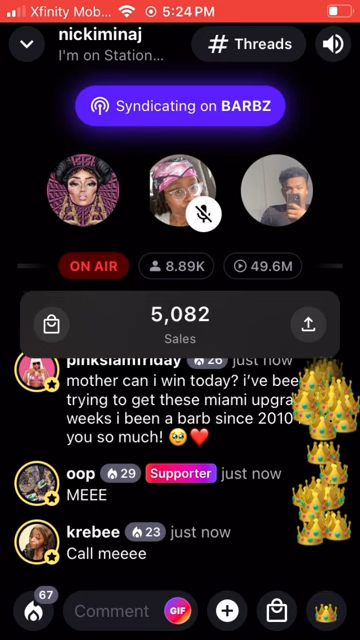 Xfinity Mob... 5:24 PM
nickiminaj
I'm on Station...
# Threads
Syndicating on BARBZ
ON AIR 8.89K 49.6M
5,082
Sales
pinkslamfriday 26 just now
mother can i win today? i've bee
trying to get these miami upgra
weeks i been a barb since 2010
you so much! 🥹❤️
oop 29 Supporter just now
MEEE
krebee 23 just now
Call meeee
67
Comment GIF